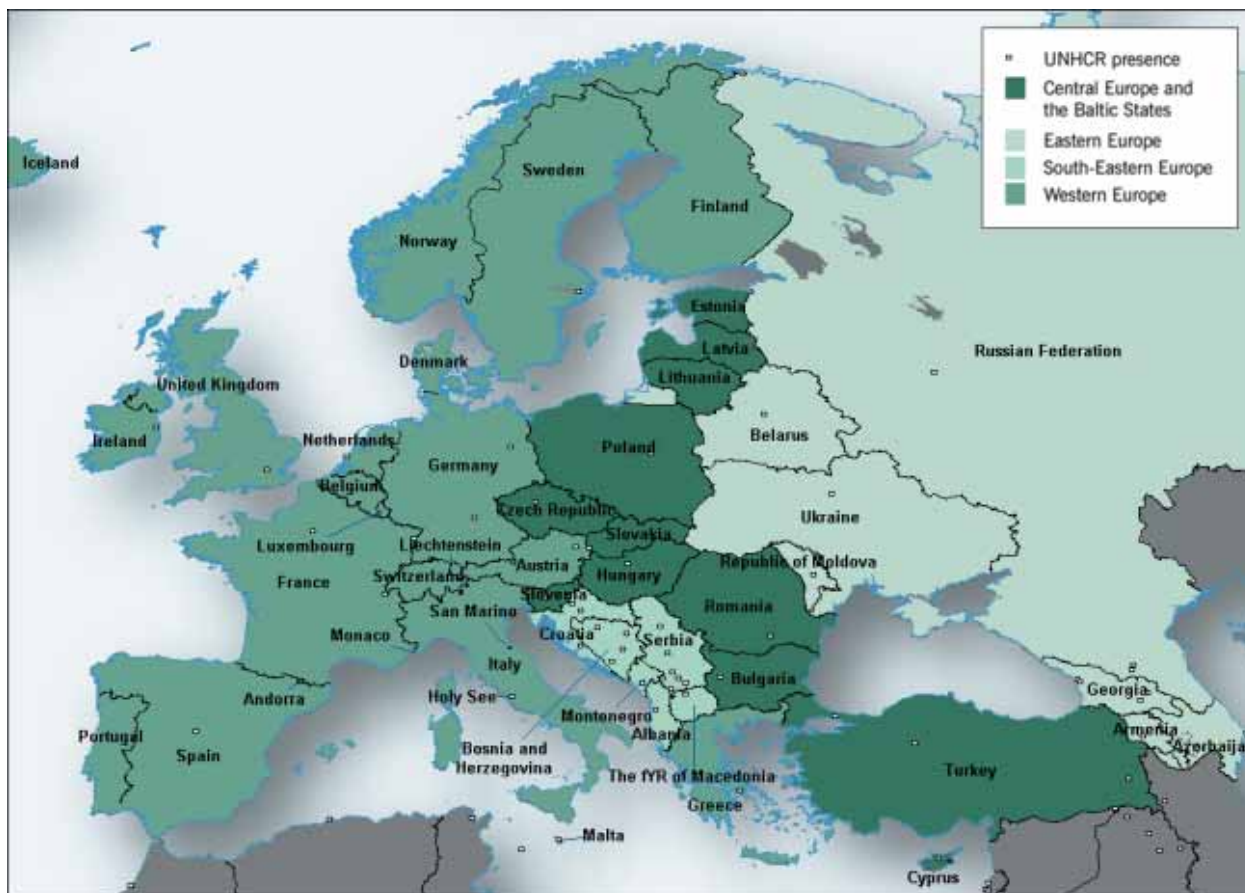 UNHCR presence
Central Europe and
the Baltic States
Eastern Europe
South-Eastern Europe
Western Europe
Iceland
Sweden
Finland
Norway
Estonia
Russian Federation
Latvia
Denmark
Lithuania
United Kingdom
Ireland
Netherlands
Belarus
Poland
Germany
Belgium
Czech Republic
Ukraine
Slovakia
Luxembourg
Liechtenstein
Austria
Republic of Moldova
Hungary
France
Switzerland
Slovenia
Romania
San Marino
Croatia
Serbia
Monaco
Italy
Bulgaria
Georgia
Andorra
Holy See
Montenegro
Albania
Armenia
Portugal
Spain
Bosnia and
Herzegovina
Azerbaija
The fYR of Macedonia
Turkey
Greece
Malta
Cyprus